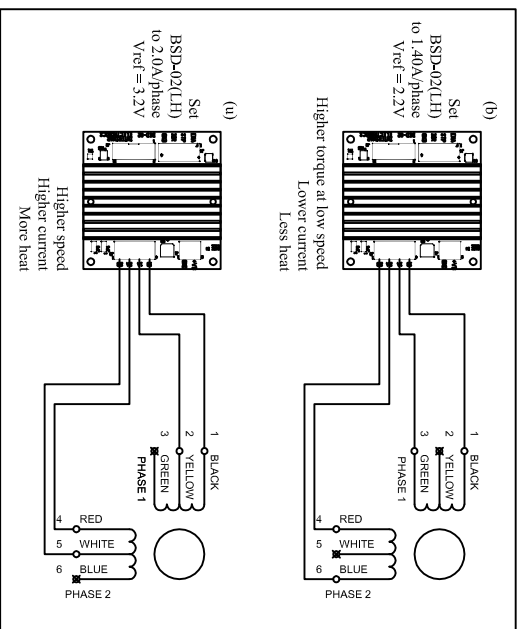 (u)
Set
BSD-02(LH)
to 2.0A/phase
Vref = 3.2V
Higher speed
Higher current
More heat
1
BLACK
2
YELLOW
3
GREEN
PHASE 1
4
RED
5
WHITE
6
BLUE
PHASE 2
(b)
Set
BSD-02(LH)
to 1.40A/phase
Vref = 2.2V
Higher torque at low speed
Lower current
Less heat
1
BLACK
2
YELLOW
3
GREEN
PHASE 1
4
RED
5
WHITE
6
BLUE
PHASE 2